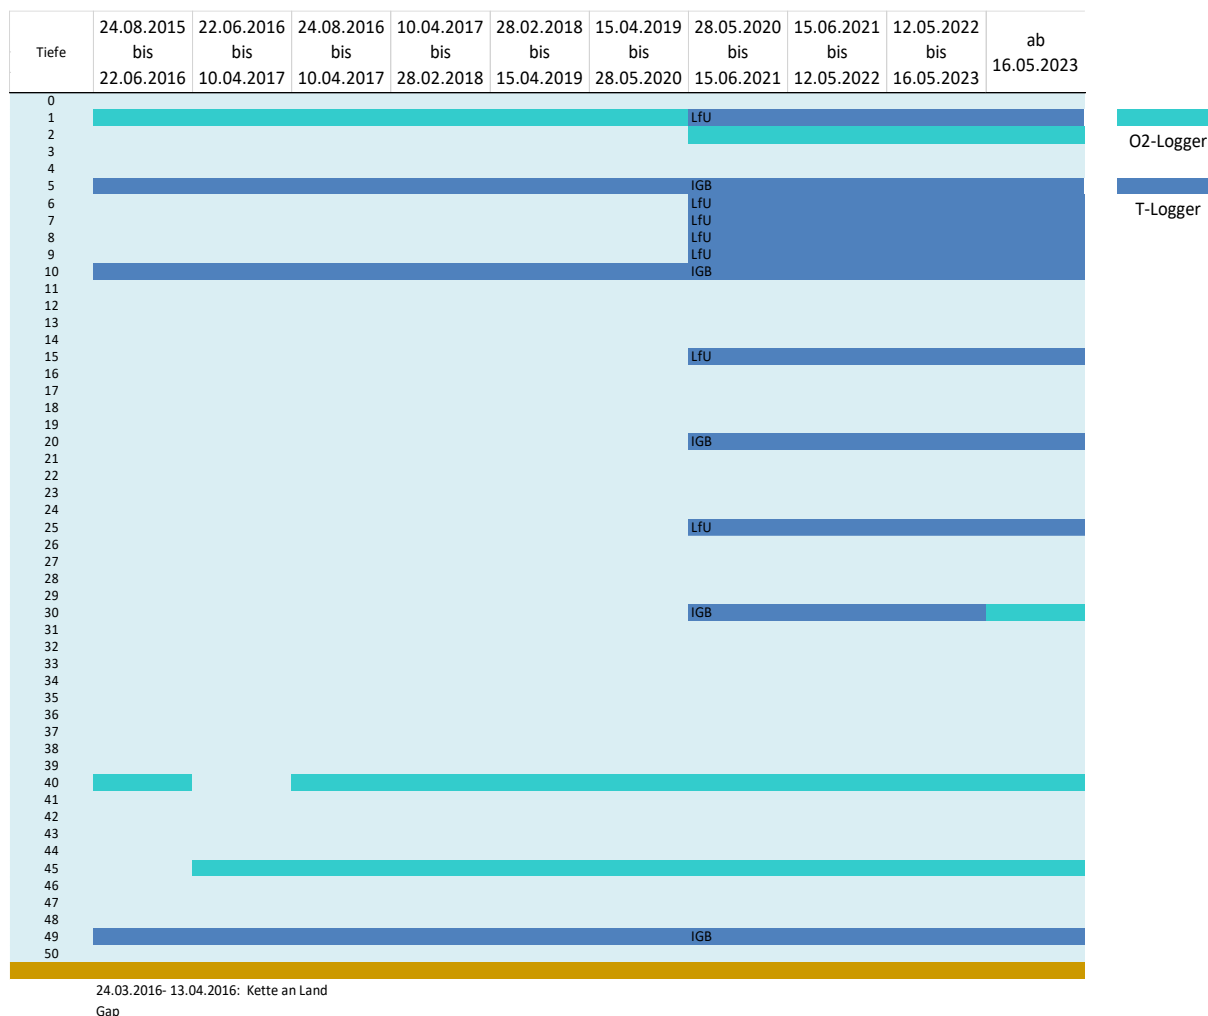 Tiefe
24.08.2015 22.06.2016 24.08.2016 10.04.2017 28.02.2018 15.04.2019 28.05.2020 15.06.2021 12.05.2022 ab
bis bis bis bis bis bis bis bis bis 16.05.2023
22.06.2016 10.04.2017 10.04.2017 28.02.2018 15.04.2019 28.05.2020 15.06.2021 12.05.2022 16.05.2023
0
1 LfU
2
3
4
5 IGB
6 LfU
7 LfU
8 LfU
9 LfU
10 IGB
11
12
13
14
15 LfU
16
17
18
19
20 IGB
21
22
23
24
25 LfU
26
27
28
29
30 IGB
31
32
33
34
35
36
37
38
39
40
41
42
43
44
45
46
47
48
49 IGB
50
O2-Logger
T-Logger
24.03.2016- 13.04.2016: Kette an Land
Gap